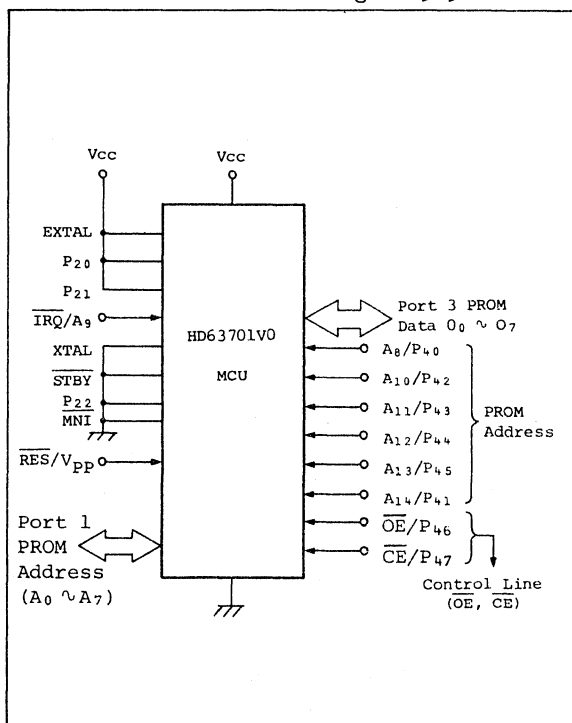 Vcc
Vcc
EXTAL
P20
P21
IRQ/A9
XTAL
STBY
P22
MNI
RES/VPP
Port 1
PROM
Address
(A0 ~ A7)
HD63701V0
MCU
Port 3 PROM
Data O0 ~ O7
A8/P40
A10/P42
A11/P43
A12/P44
A13/P45
A14/P41
OE/P46
CE/P47
PROM
Address
Control Line
(OE, CE)